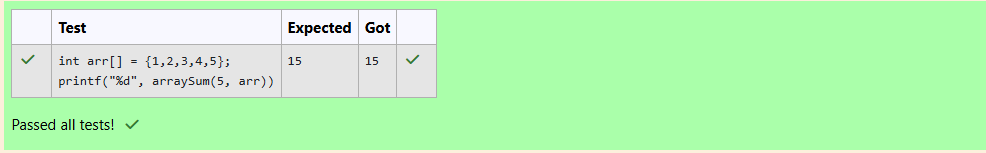 Test Expected Got
int arr[] = {1,2,3,4,5}; 15 15
printf("%d", arraySum(5, arr))
Passed all tests!